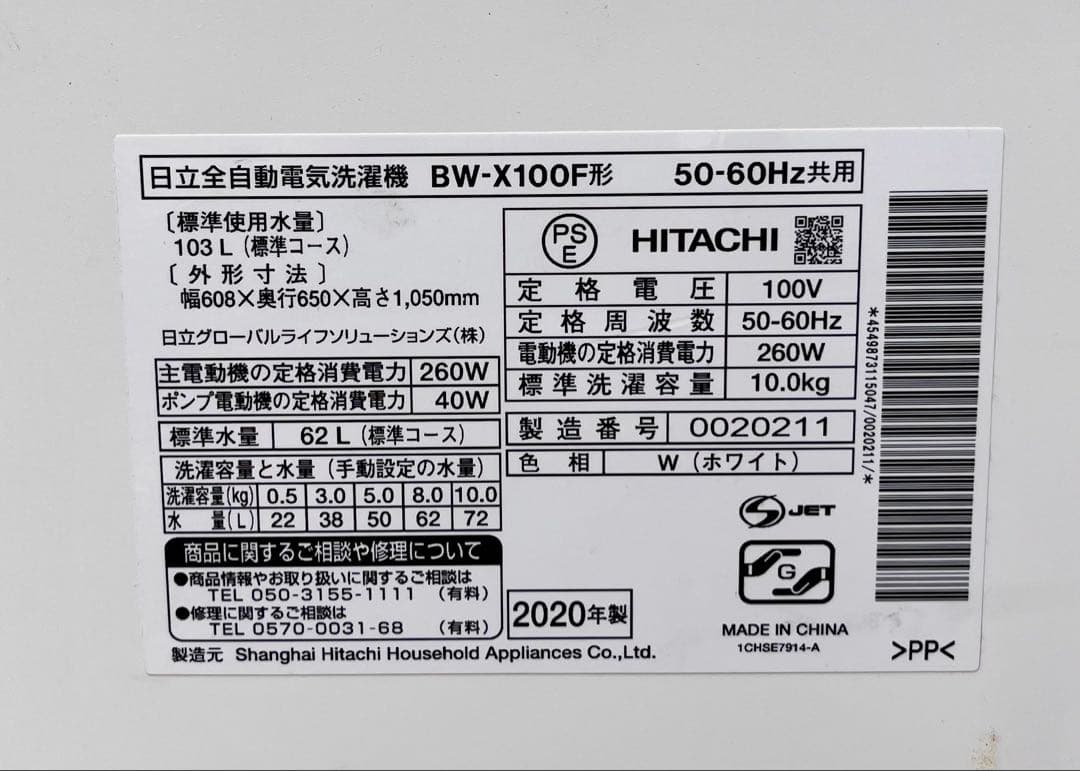 日立全自動電気洗濯機 BW-X100F形 50-60Hz共用
〔標準使用水量〕
103 L (標準コース)
〔外形寸法〕
幅608×奥行650×高さ1,050mm
日立グローバルライフソリューションズ(株)
主電動機の定格消費電力 260W
ポンプ電動機の定格消費電力 40W
標準水量 62 L (標準コース)
洗濯容量と水量 (手動設定の水量)
洗濯容量(kg) 0.5 3.0 5.0 8.0 10.0
水 量(L) 22 38 50 62 72
商品に関するご相談や修理について
●商品情報やお取り扱いに関するご相談は
TEL 050-3155-1111 (有料)
●修理に関するご相談は
TEL 0570-0031-68 (有料)
製造元 Shanghai Hitachi Household Appliances Co.,Ltd.
PS
E
HITACHI
定格電圧 100V
定格周波数 50-60Hz
電動機の定格消費電力 260W
標準洗濯容量 10.0kg
製造番号 0020211
色相 W (ホワイト)
S JET
G
2020年製
MADE IN CHINA
1CHSE7914-A
>PP<
*4549873115047/0020211/*